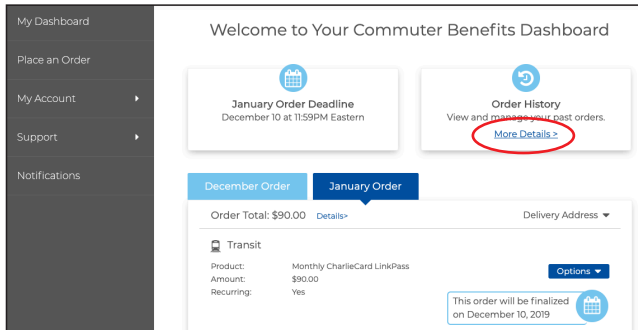 My Dashboard
Place an Order
My Account
Support
Notifications
Welcome to Your Commuter Benefits Dashboard
January Order Deadline
December 10 at 11:59PM Eastern
Order History
View and manage your past orders.
More Details >
December Order
January Order
Order Total: $90.00 Details>
Delivery Address
Transit
Product: Monthly CharlieCard LinkPass
Amount: $90.00
Recurring: Yes
Options
This order will be finalized
on December 10, 2019